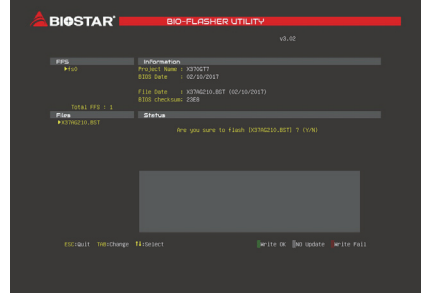 BIOSTAR
BIO-FLASHER UTILITY
v3.02
FFS
▶fs0
Total FFS : 1
Information
Project Name : X370GT7
BIOS Date : 02/10/2017
File Date : X37AG210.BST (02/10/2017)
BIOS checksum: 23E8
Files
▶X37AG210.BST
Status
Are you sure to flash [X37AG210.BST] ? (Y/N)
ESC:Quit TAB:Change ↑↓:Select
Write OK NO Update Write Fail